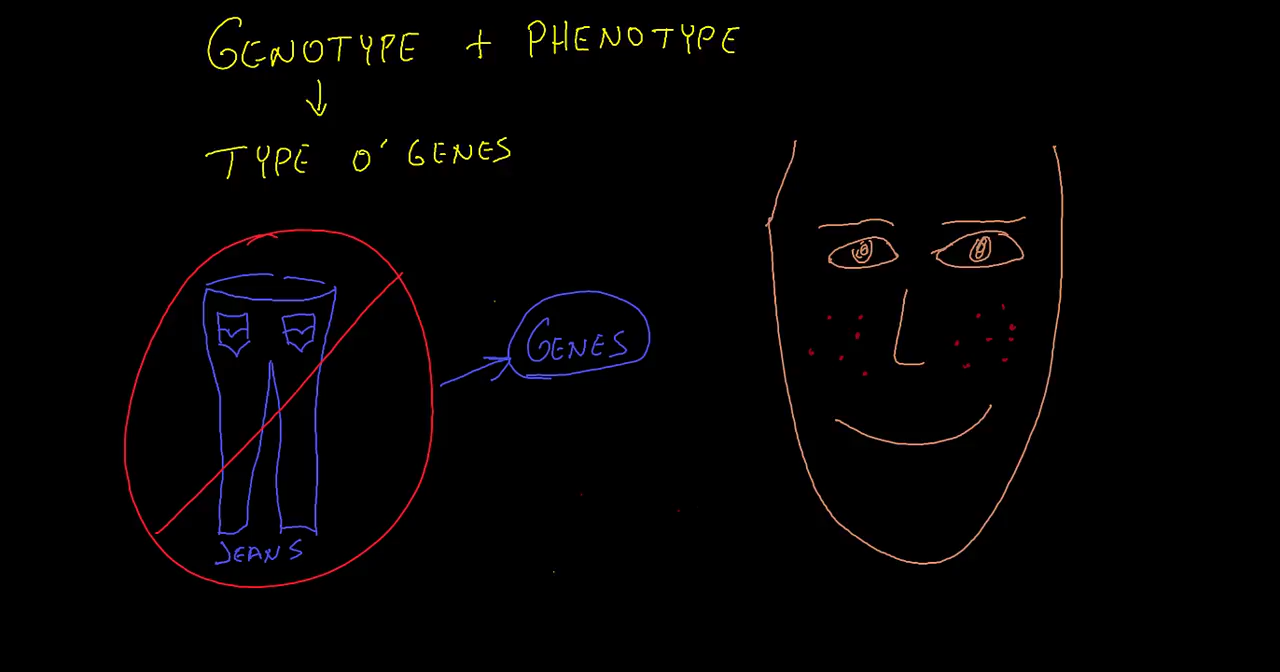 GENOTYPE + PHENOTYPE
↓
TYPE O' GENES
GENES
JEANS